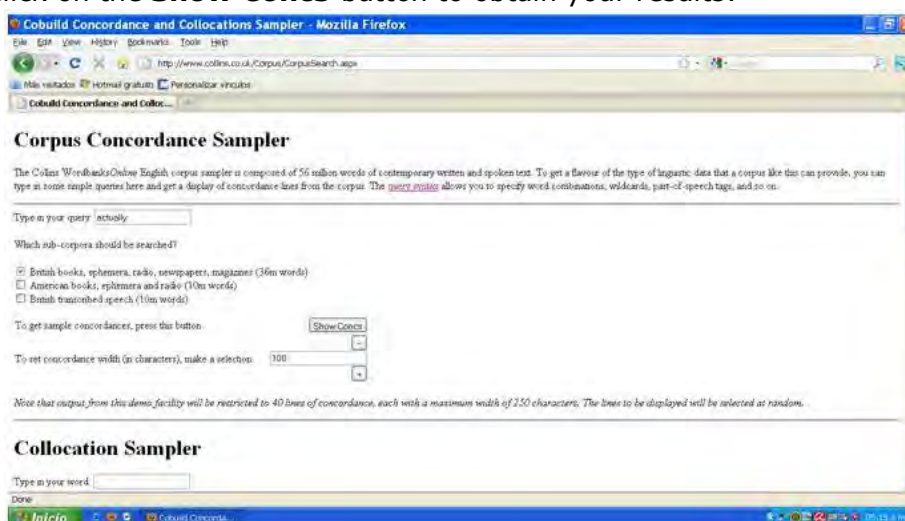 click on the Show Concs button to obtain your results.
Cobuild Concordance and Collocations Sampler - Mozilla Firefox
File Edit View History Bookmarks Tools Help
http://www.collins.co.uk/Corpus/CorpusSearch.aspx
Más visitados Hotmail gratuito Personalizar vínculos
Cobuild Concordance and Colloc...
Corpus Concordance Sampler
The Collins WordbanksOnline English corpus sampler is composed of 56 million words of contemporary written and spoken text. To get a flavour of the type of linguistic data that a corpus like this can provide, you can
type in some simple queries here and get a display of concordance lines from the corpus. The query syntax allows you to specify word combinations, wildcards, part-of-speech tags, and so on.
Type in your query actually
Which sub-corpora should be searched?
British books, ephemera, radio, newspapers, magazines (36m words)
American books, ephemera and radio (10m words)
British transcribed speech (10m words)
To get sample concordances, press this button Show Concs
-
To set concordance width (in characters), make a selection 100
+
Note that output from this demo facility will be restricted to 40 lines of concordance, each with a maximum width of 250 characters. The lines to be displayed will be selected at random.
Collocation Sampler
Type in your word
Done
Inicio Cobuild Concorda...